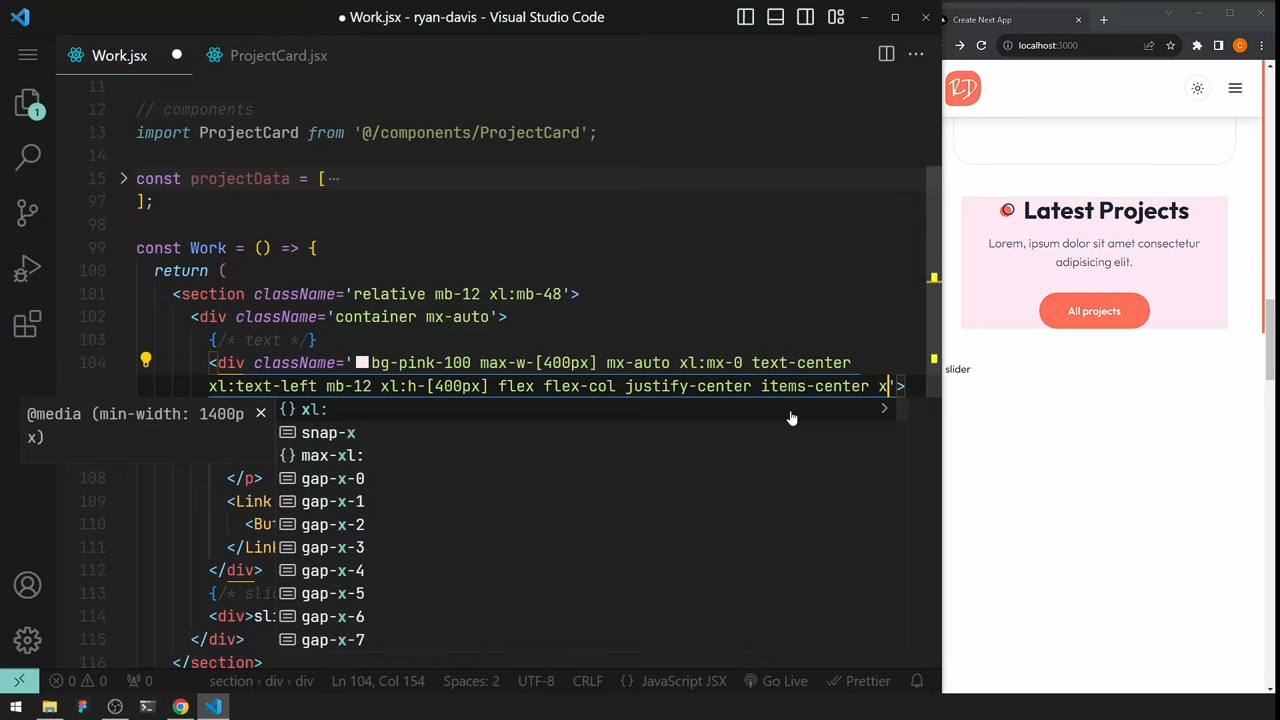 Work.jsx - ryan-davis - Visual Studio Code
Work.jsx
ProjectCard.jsx
11
12 // components
13 import ProjectCard from '@/components/ProjectCard';
14
15 const projectData = [ ···
97 ];
98
99 const Work = () => {
100 return (
101 <section className='relative mb-12 xl:mb-48'>
102 <div className='container mx-auto'>
103 {/* text */}
104 <div className='bg-pink-100 max-w-[400px] mx-auto xl:mx-0 text-center
xl:text-left mb-12 xl:h-[400px] flex flex-col justify-center items-center x'>
@media (min-width: 1400p
x)
{} xl:
snap-x
{} max-xl:
gap-x-0
gap-x-1
gap-x-2
gap-x-3
gap-x-4
gap-x-5
gap-x-6
gap-x-7
108 </p>
109 <Link
110 <Bu
111 </Lin
112 </div>
113 {/* sli
114 <div>sl
115 </div>
116 </section>
1
0 0 0 section > div > div Ln 104, Col 154 Spaces: 2 UTF-8 CRLF {} JavaScript JSX Go Live Prettier
Create Next App
localhost:3000
C
RD
Latest Projects
Lorem, ipsum dolor sit amet consectetur
adipisicing elit.
All projects
slider